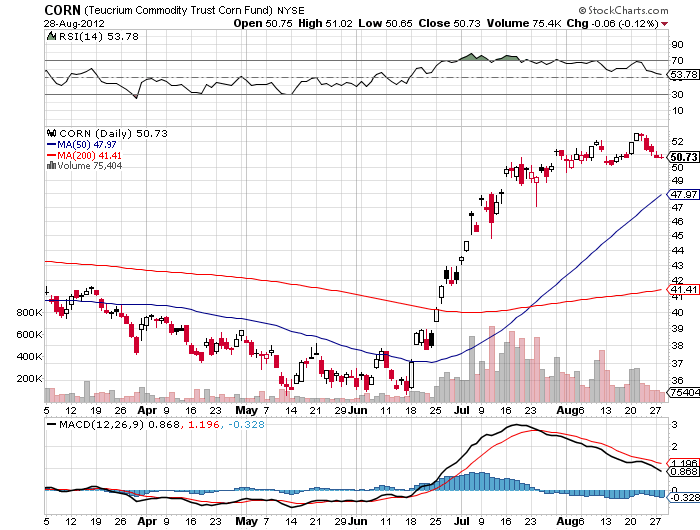 CORN (Teucrium Commodity Trust Corn Fund) NYSE © StockCharts.com
28-Aug-2012 Open 50.75 High 51.02 Low 50.65 Close 50.73 Volume 75.4K Chg -0.06 (-0.12%)
RSI(14) 53.78
90
70
53.78
30
10
CORN (Daily) 50.73
MA(50) 47.97
MA(200) 41.41
Volume 75,404
52
50.73
50
49
47.97
47
46
45
44
43
42
41.41
40
39
38
37
36
75404
800K
600K
400K
200K
5 12 19 26 Apr 9 16 23 May 7 14 21 29 Jun 11 18 25 Jul 9 16 23 Aug 6 13 20 27
MACD(12,26,9) 0.868, 1.196, -0.328
3
2
1.196
0.868
0
-0.328
5 12 19 26 Apr 9 16 23 May 7 14 21 29 Jun 11 18 25 Jul 9 16 23 Aug 6 13 20 27